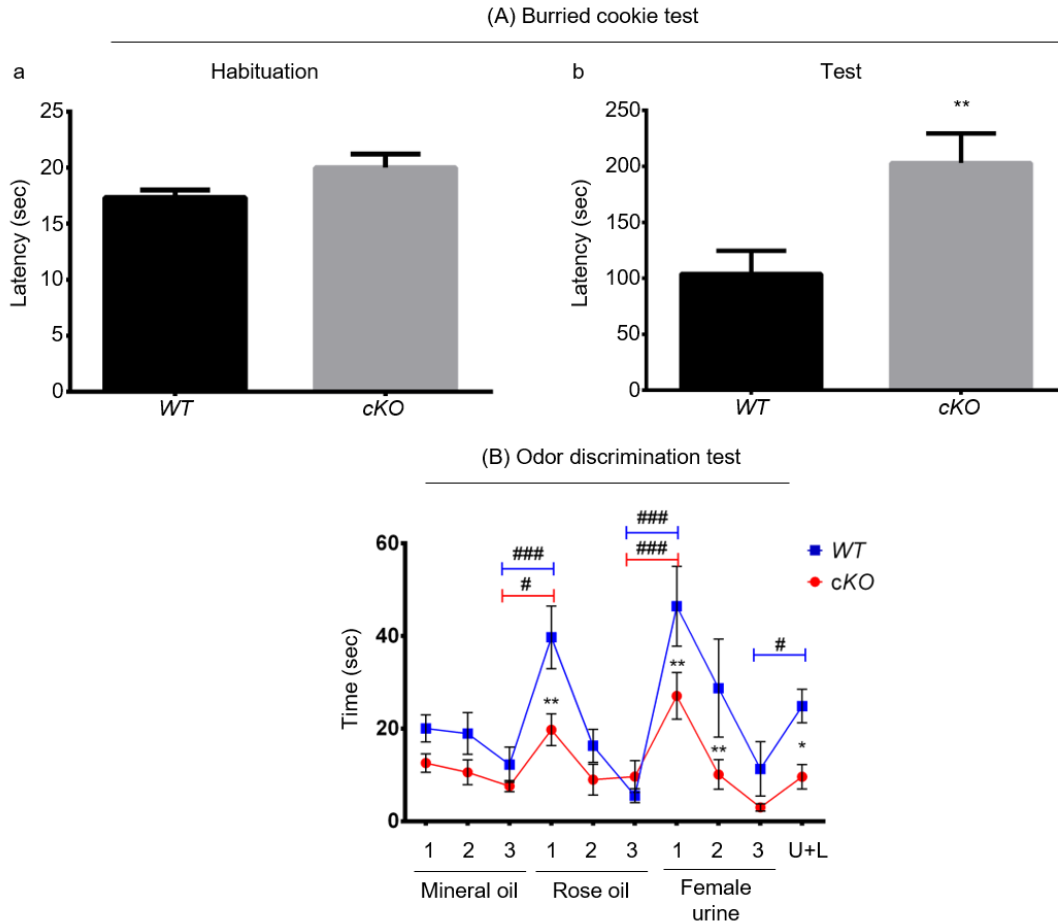 (A) Burried cookie test
a
Habituation
25
20
15
10
5
0
Latency (sec)
WT
cKO
b
Test
**
250
200
150
100
50
0
Latency (sec)
WT
cKO
(B) Odor discrimination test
60
40
20
0
Time (sec)
###
#
###
###
#
**
**
**
*
WT
cKO
1 2 3 1 2 3 1 2 3 U+L
Mineral oil Rose oil Female
urine